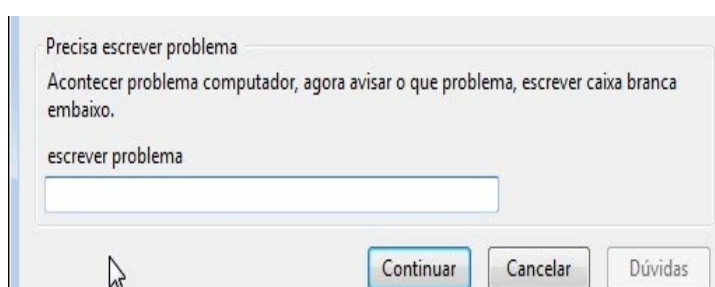 Precisa escrever problema
Acontecer problema computador, agora avisar o que problema, escrever caixa branca
embaixo.
escrever problema
Continuar Cancelar Dúvidas